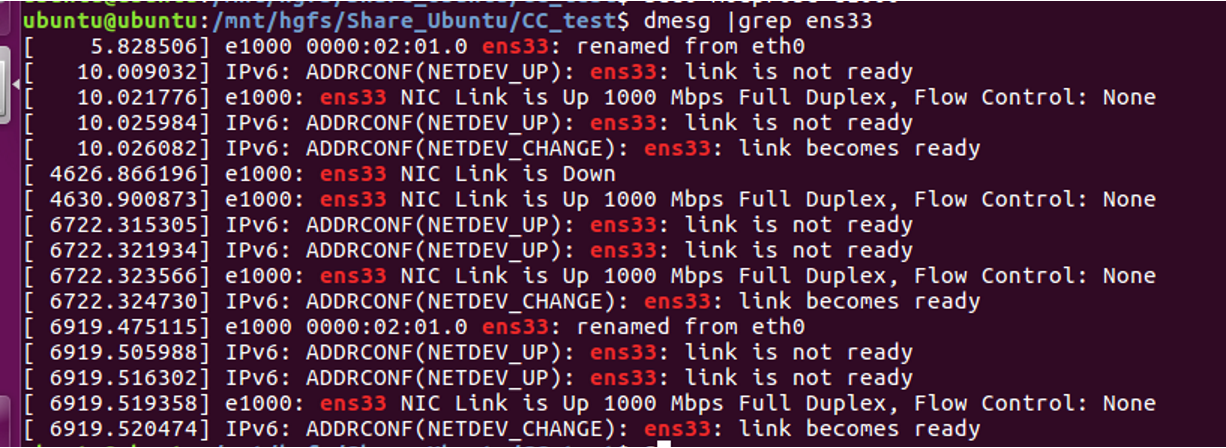 ubuntu@ubuntu:/mnt/hgfs/Share_Ubuntu/CC_test$ dmesg |grep ens33
[    5.828506] e1000 0000:02:01.0 ens33: renamed from eth0
[   10.009032] IPv6: ADDRCONF(NETDEV_UP): ens33: link is not ready
[   10.021776] e1000: ens33 NIC Link is Up 1000 Mbps Full Duplex, Flow Control: None
[   10.025984] IPv6: ADDRCONF(NETDEV_UP): ens33: link is not ready
[   10.026082] IPv6: ADDRCONF(NETDEV_CHANGE): ens33: link becomes ready
[ 4626.866196] e1000: ens33 NIC Link is Down
[ 4630.900873] e1000: ens33 NIC Link is Up 1000 Mbps Full Duplex, Flow Control: None
[ 6722.315305] IPv6: ADDRCONF(NETDEV_UP): ens33: link is not ready
[ 6722.321934] IPv6: ADDRCONF(NETDEV_UP): ens33: link is not ready
[ 6722.323566] e1000: ens33 NIC Link is Up 1000 Mbps Full Duplex, Flow Control: None
[ 6722.324730] IPv6: ADDRCONF(NETDEV_CHANGE): ens33: link becomes ready
[ 6919.475115] e1000 0000:02:01.0 ens33: renamed from eth0
[ 6919.505988] IPv6: ADDRCONF(NETDEV_UP): ens33: link is not ready
[ 6919.516302] IPv6: ADDRCONF(NETDEV_UP): ens33: link is not ready
[ 6919.519358] e1000: ens33 NIC Link is Up 1000 Mbps Full Duplex, Flow Control: None
[ 6919.520474] IPv6: ADDRCONF(NETDEV_CHANGE): ens33: link becomes ready